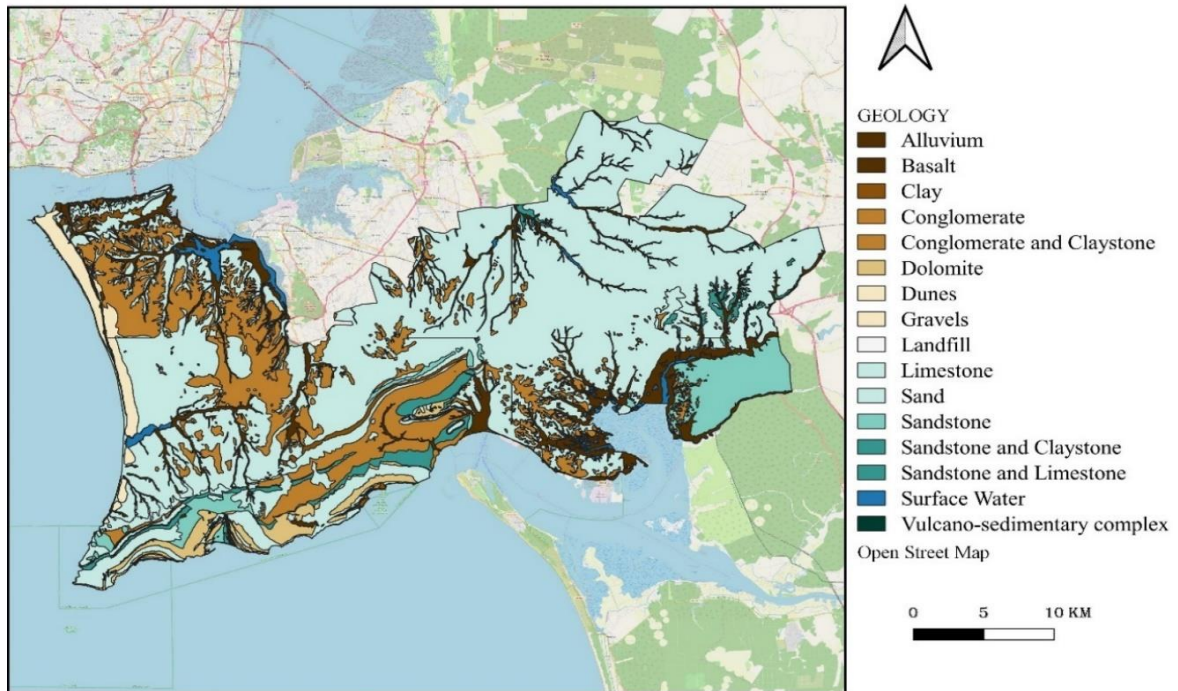 GEOLOGY
Alluvium
Basalt
Clay
Conglomerate
Conglomerate and Claystone
Dolomite
Dunes
Gravels
Landfill
Limestone
Sand
Sandstone
Sandstone and Claystone
Sandstone and Limestone
Surface Water
Vulcano-sedimentary complex
Open Street Map
0 5 10 KM